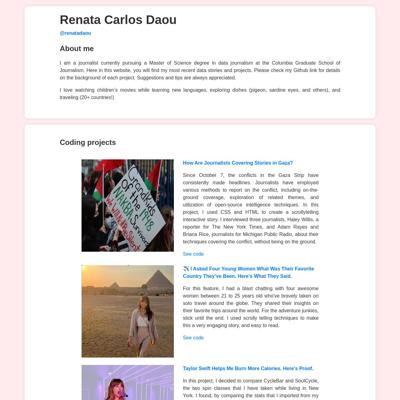 Renata Carlos Daou
@renatadaou
About me
I am a journalist currently pursuing a Master of Science degree in data journalism at the Columbia Graduate School of
Journalism. Here in this website, you will find my most recent data stories and projects. Please check my Github link for details
on the background of each project. Suggestions and tips are always appreciated.
I love watching children's movies while learning new languages, exploring dishes (pigeon, sardine eyes, and others), and
traveling (20+ countries!)
Coding projects
How Are Journalists Covering Stories in Gaza?
Since October 7, the conflicts in the Gaza Strip have
consistently made headlines. Journalists have employed
various methods to report on the conflict, including on-the-
ground coverage, exploration of related themes, and
utilization of open-source intelligence techniques. In this
project, I used CSS and HTML to create a scrollytelling
interactive story. I interviewed three journalists, Haley Willis, a
reporter for The New York Times, and Adam Rayes and
Briana Rice, journalists for Michigan Public Radio, about their
techniques covering the conflict, without being on the ground.
See code
✈️ I Asked Four Young Women What Was Their Favorite
Country They've Been. Here's What They Said.
For this feature, I had a blast chatting with four awesome
women between 21 to 25 years old who've bravely taken on
solo travel around the globe. They shared their insights on
their favorite trips around the world. For the adventure junkies,
stick until the end. I used scrolly telling techniques to make
this a very engaging story, and easy to read.
See code
Taylor Swift Helps Me Burn More Calories. Here's Proof.
In this project, I decided to compare CycleBar and SoulCycle,
the two spin classes that I have taken while living in New
York. I found, by comparing the stats that I imported from my